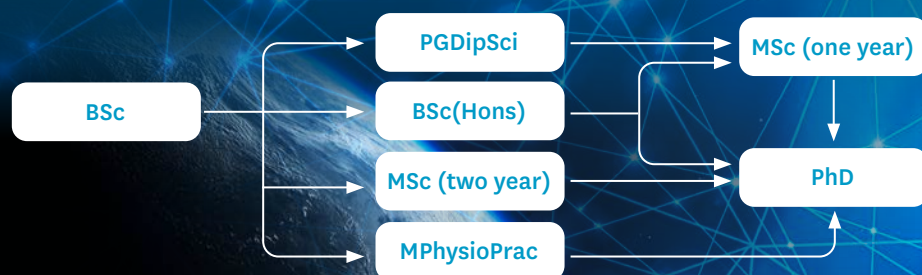 PGDipSci
MSc (one year)
BSc
BSc(Hons)
MSc (two year)
PhD
MPhysioPrac